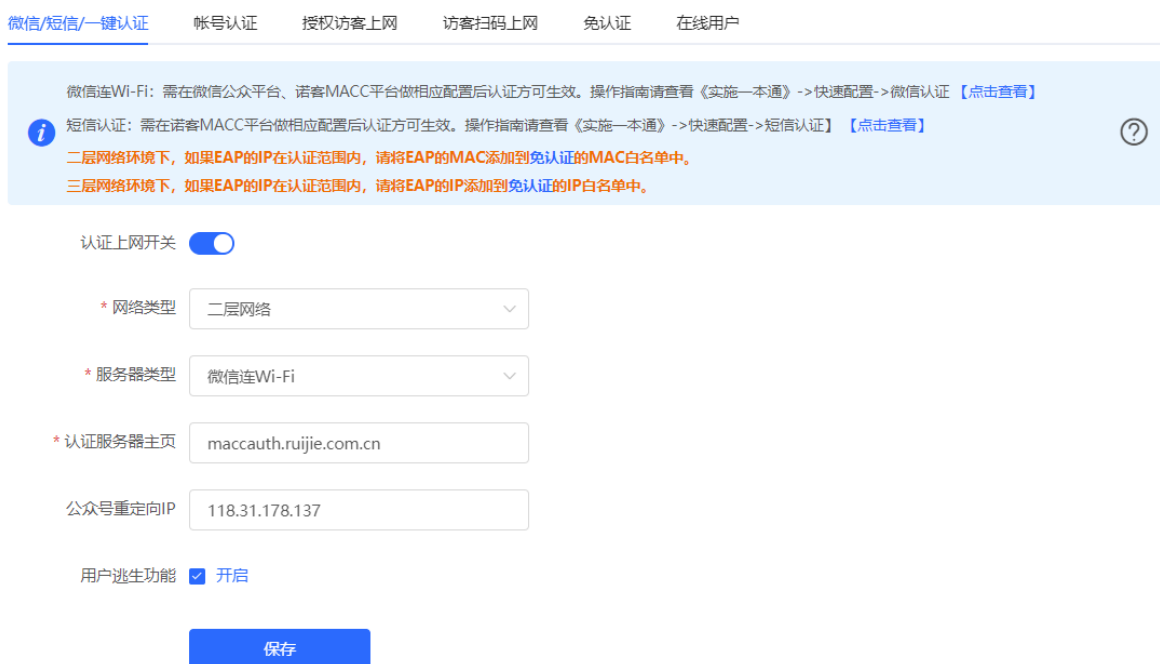 微信/短信/一键认证 帐号认证 授权访客上网 访客扫码上网 免认证 在线用户
微信连Wi-Fi：需在微信公众平台、诺客MACC平台做相应配置后认证方可生效。操作指南请查看《实施一本通》->快速配置->微信认证 【点击查看】
短信认证：需在诺客MACC平台做相应配置后认证方可生效。操作指南请查看《实施一本通》->快速配置->短信认证】 【点击查看】
二层网络环境下，如果EAP的IP在认证范围内，请将EAP的MAC添加到免认证的MAC白名单中。
三层网络环境下，如果EAP的IP在认证范围内，请将EAP的IP添加到免认证的IP白名单中。
认证上网开关
* 网络类型 二层网络
* 服务器类型 微信连Wi-Fi
* 认证服务器主页 maccauth.ruijie.com.cn
公众号重定向IP 118.31.178.137
用户逃生功能 开启
保存